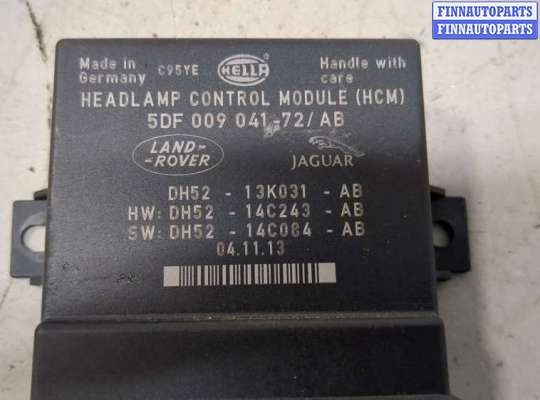 FINNAUTOPARTS
FINNAUTOPARTS
Made in
Germany
C95YE
HELLA
Handle with
care
HEADLAMP CONTROL MODULE (HCM)
5DF 009 041-72/AB
LAND-
-ROVER
JAGUAR
DH52 - 13K031 - AB
HW: DH52 - 14C243 - AB
SW: DH52 - 14C084 - AB
04.11.13